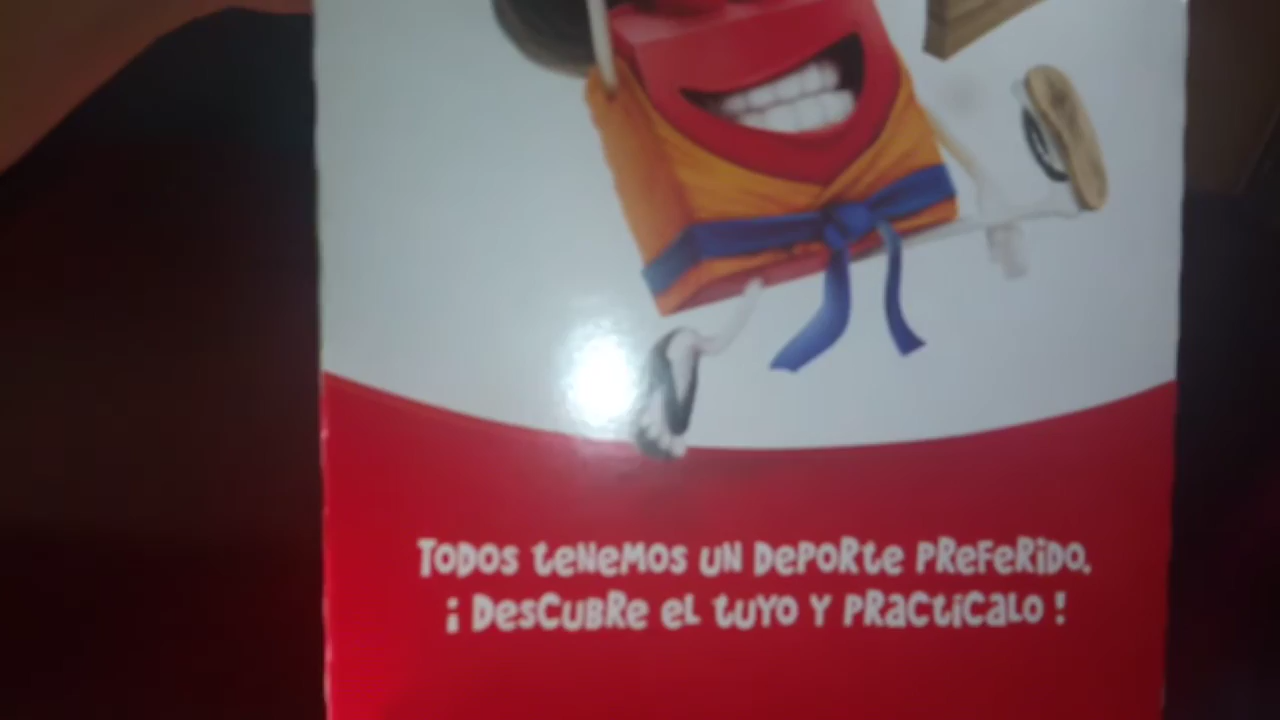 TODOS TENEMOS UN DEPORTE PREFERIDO.
¡ DESCUBRE EL TUYO Y PRACTICALO !